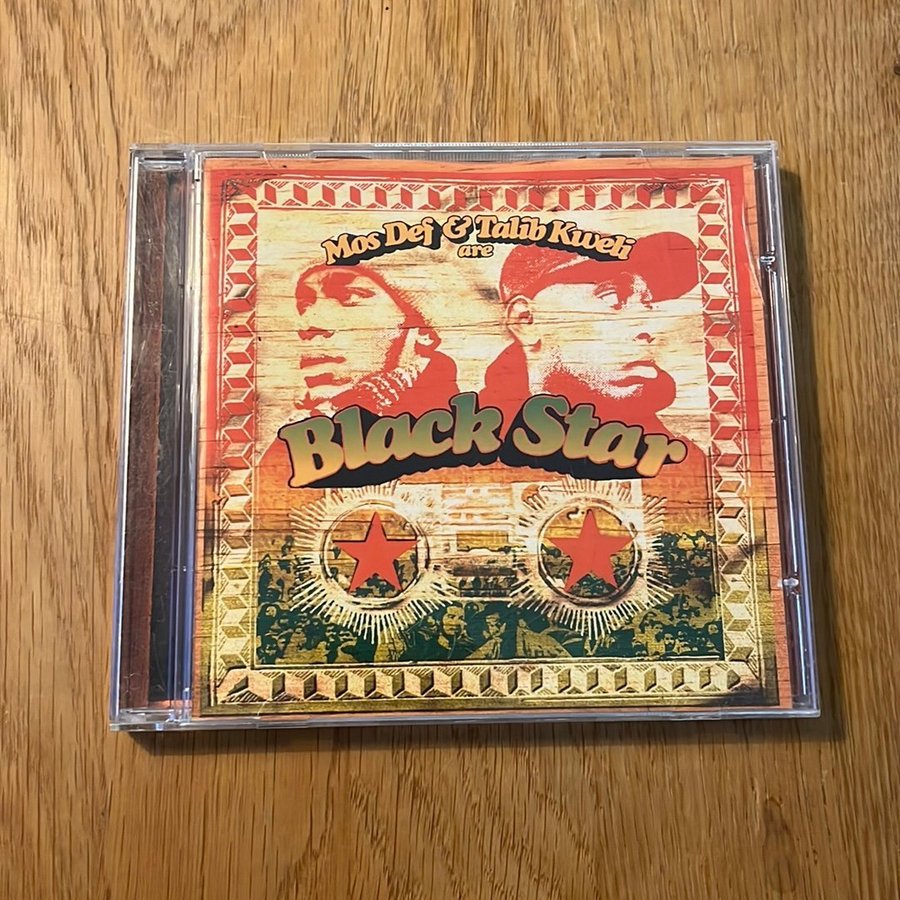 Mos Def & Talib Kweli
are
Black Star